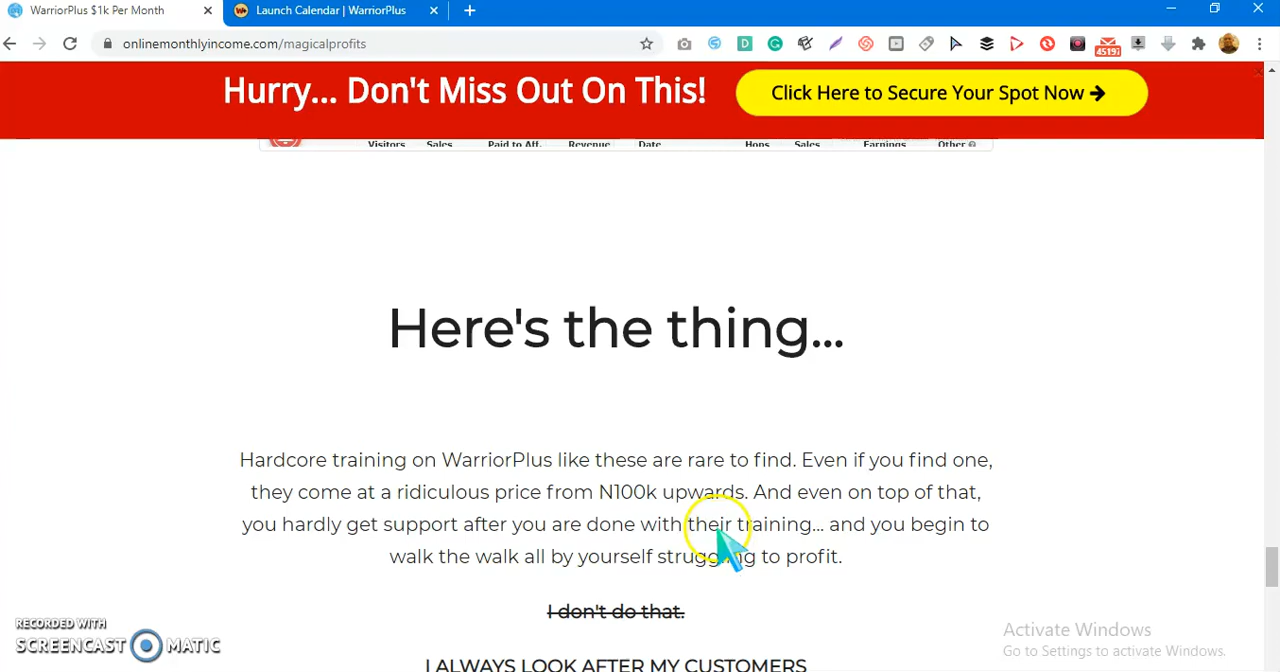 WarriorPlus $1k Per Month
Launch Calendar | WarriorPlus
onlinemonthlyincome.com/magicalprofits
45197
Hurry... Don't Miss Out On This!
Click Here to Secure Your Spot Now
Visitors Sales Paid to Aff. Revenue Date Hops Sales Earnings Other
Here's the thing...
Hardcore training on WarriorPlus like these are rare to find. Even if you find one,
they come at a ridiculous price from N100k upwards. And even on top of that,
you hardly get support after you are done with their training... and you begin to
walk the walk all by yourself struggling to profit.
I don't do that.
I ALWAYS LOOK AFTER MY CUSTOMERS
RECORDED WITH
SCREENCAST MATIC
Activate Windows
Go to Settings to activate Windows.